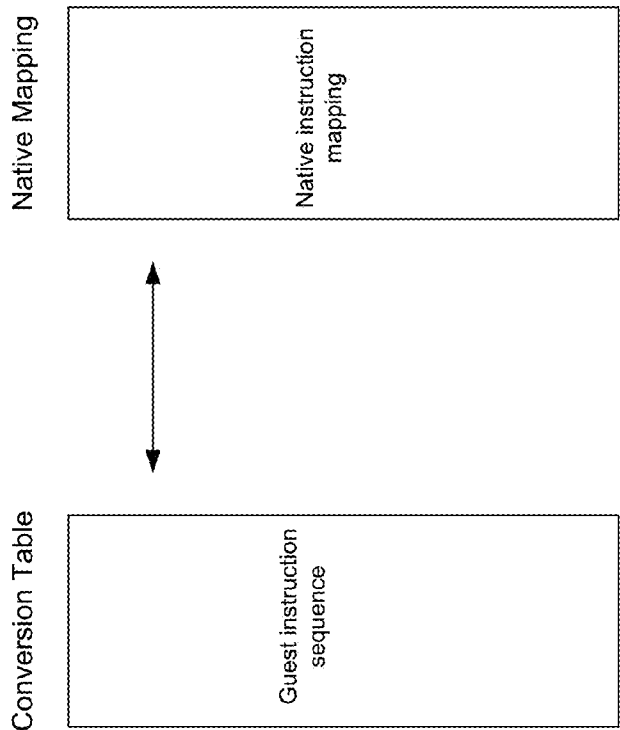 Conversion Table
Guest instruction
sequence
Native Mapping
Native instruction
mapping